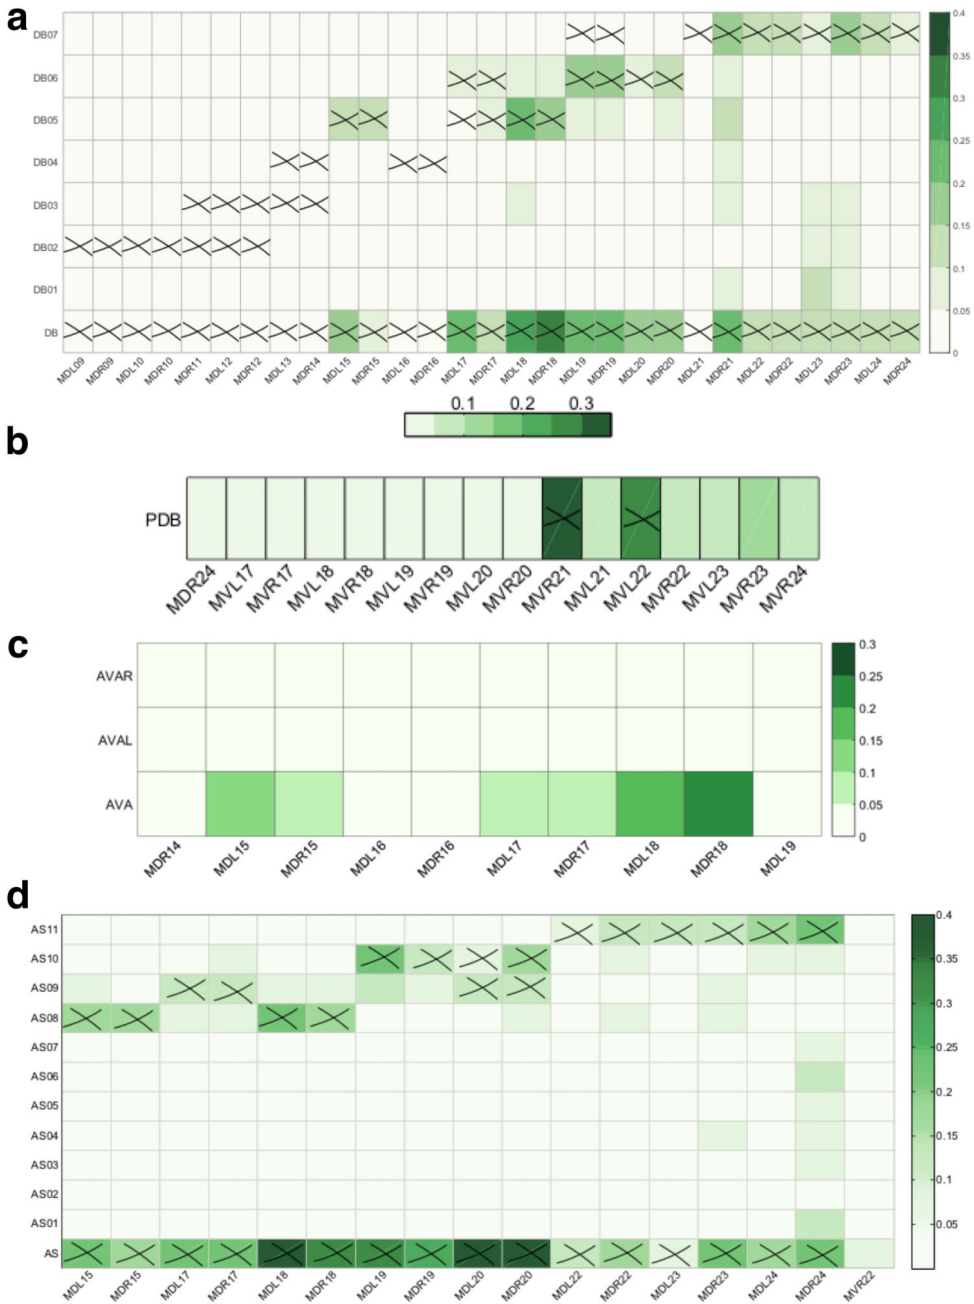 a
DB07
DB06
DB05
DB04
DB03
DB02
DB01
DB
MDL09 MDR09 MDL10 MDR10 MDR11 MDL12 MDR12 MDL13 MDR14 MDL15 MDR15 MDL16 MDR16 MDL17 MDR17 MDL18 MDR18 MDL19 MDR19 MDL20 MDR20 MDL21 MDR21 MDL22 MDR22 MDL23 MDR23 MDL24 MDR24
0.4
0.35
0.3
0.25
0.2
0.15
0.1
0.05
0
0.1 0.2 0.3
b
PDB
MDR24 MVL17 MVR17 MVL18 MVR18 MVL19 MVR19 MVL20 MVR20 MVR21 MVL21 MVL22 MVR22 MVL23 MVR23 MVR24
c
AVAR
AVAL
AVA
MDR14 MDL15 MDR15 MDL16 MDR16 MDL17 MDR17 MDL18 MDR18 MDL19
0.3
0.25
0.2
0.15
0.1
0.05
0
d
AS11
AS10
AS09
AS08
AS07
AS06
AS05
AS04
AS03
AS02
AS01
AS
MDL15 MDR15 MDL17 MDR17 MDL18 MDR18 MDL19 MDR19 MDL20 MDR20 MDL22 MDR22 MDL23 MDR23 MDL24 MDR24 MVR22
0.4
0.35
0.3
0.25
0.2
0.15
0.1
0.05